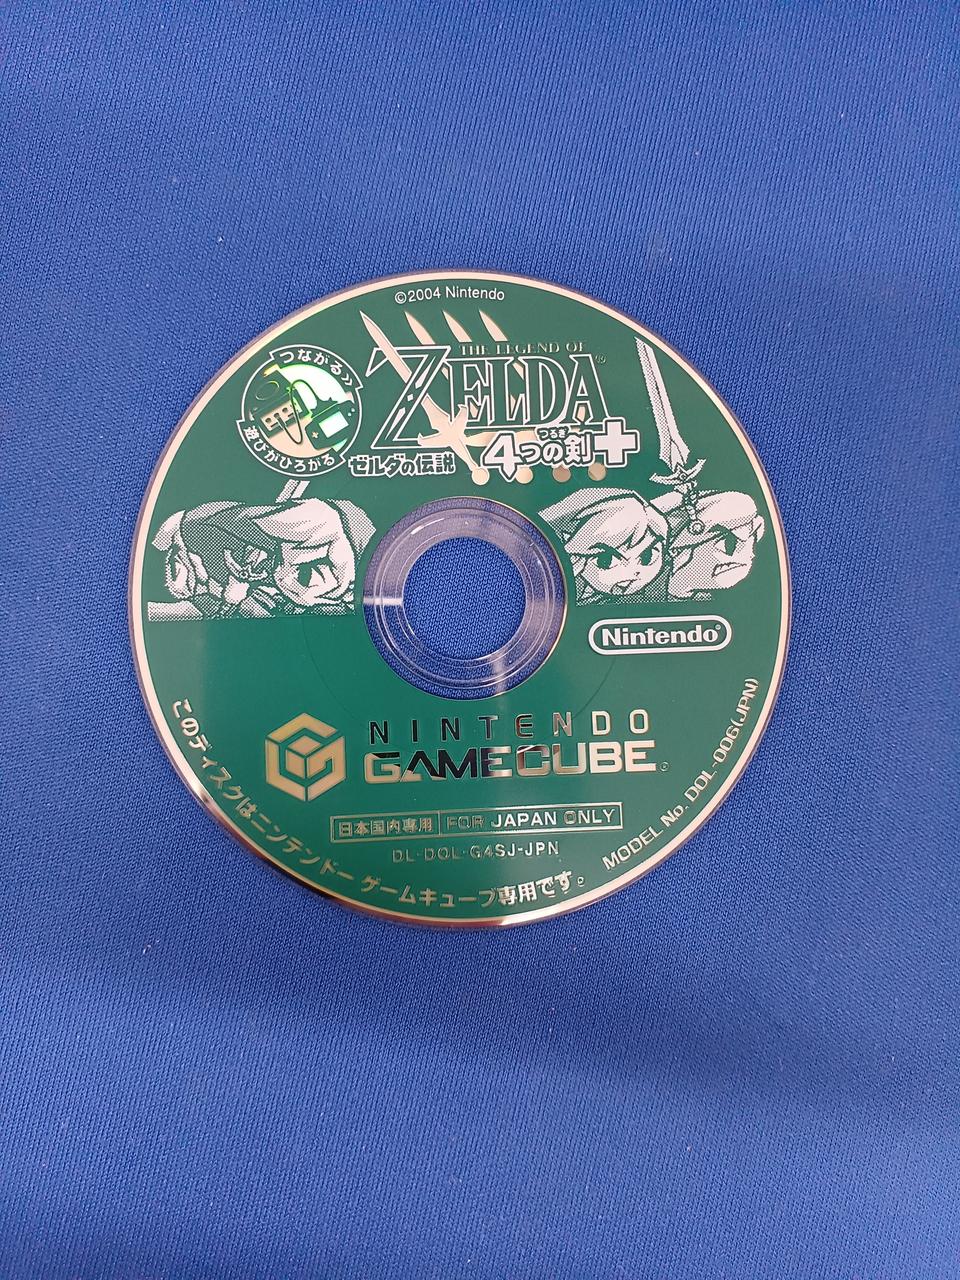 ©2004 Nintendo
つながる>>
遊びがひろがる
THE LEGEND OF
ZELDA
ゼルダの伝説
つるぎ
4つの剣+
Nintendo®
NINTENDO
GAMECUBE®
日本国内専用 FOR JAPAN ONLY
DL-DOL-G4SJ-JPN
このディスクはニンテンドー ゲームキューブ専用です。
MODEL No. DOL-006(JPN)